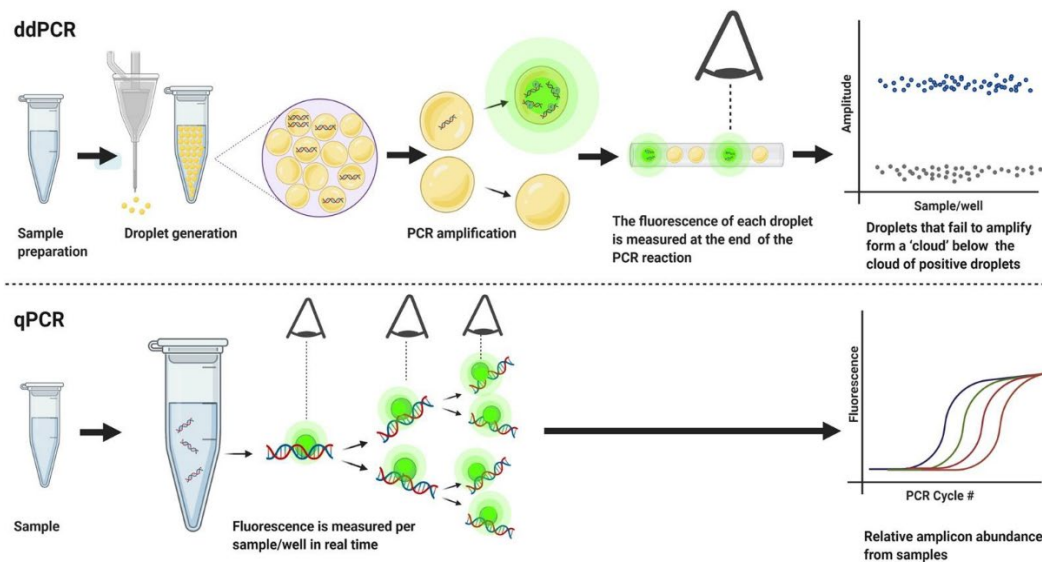 ddPCR
Sample
preparation
Droplet generation
PCR amplification
The fluorescence of each droplet
is measured at the end of the
PCR reaction
Amplitude
Sample/well
Droplets that fail to amplify
form a ‘cloud’ below the
cloud of positive droplets
qPCR
Sample
Fluorescence is measured per
sample/well in real time
Fluorescence
PCR Cycle #
Relative amplicon abundance
from samples